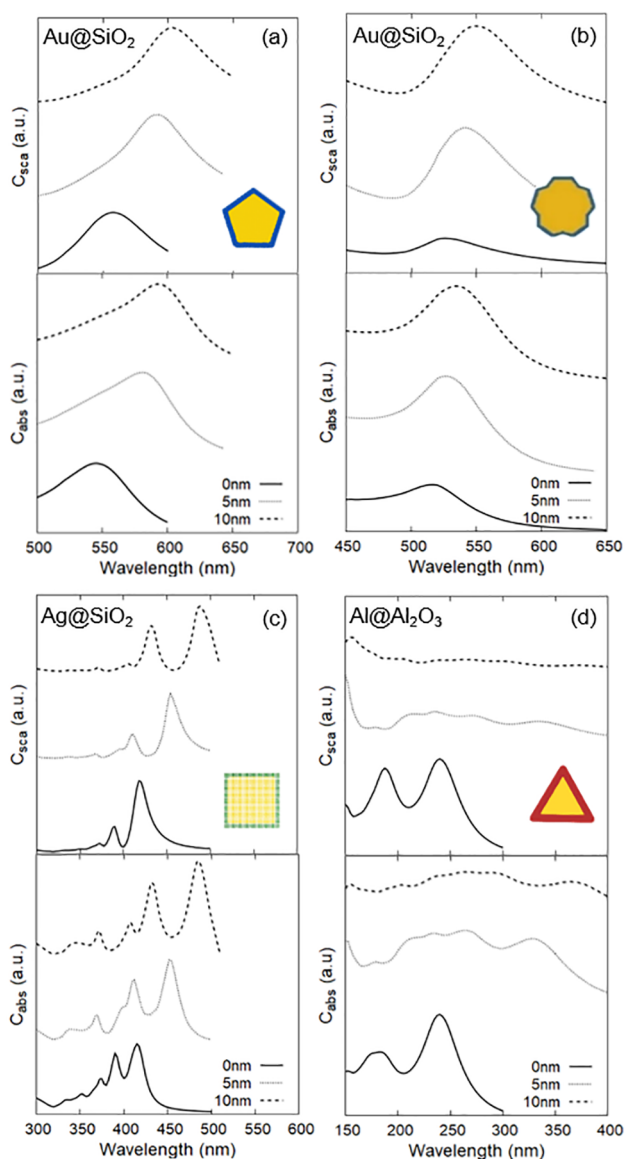 Au@SiO2 (a)
Csca (a.u.)
Cabs (a.u.)
0nm
5nm
10nm
500 550 600 650 700
Wavelength (nm)
Au@SiO2 (b)
Csca (a.u.)
Cabs (a.u.)
0nm
5nm
10nm
450 500 550 600 650
Wavelength (nm)
Ag@SiO2 (c)
Csca (a.u.)
Cabs (a.u.)
0nm
5nm
10nm
300 350 400 450 500 550 600
Wavelength (nm)
Al@Al2O3 (d)
Csca (a.u.)
Cabs (a.u)
0nm
5nm
10nm
150 200 250 300 350 400
Wavelength (nm)